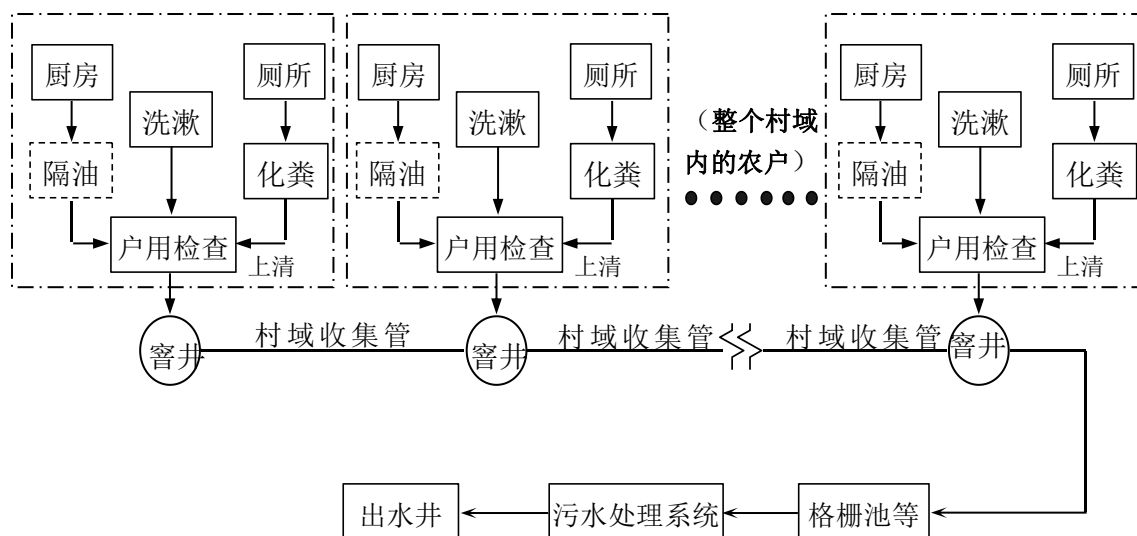 厨房
厕所
洗漱
隔油
化粪
户用检查
上清
厨房
厕所
洗漱
隔油
化粪
户用检查
上清
（整个村域
内的农户）
厨房
厕所
洗漱
隔油
化粪
户用检查
上清
窨井
村域收集管
窨井
村域收集管
村域收集管
窨井
出水井
污水处理系统
格栅池等